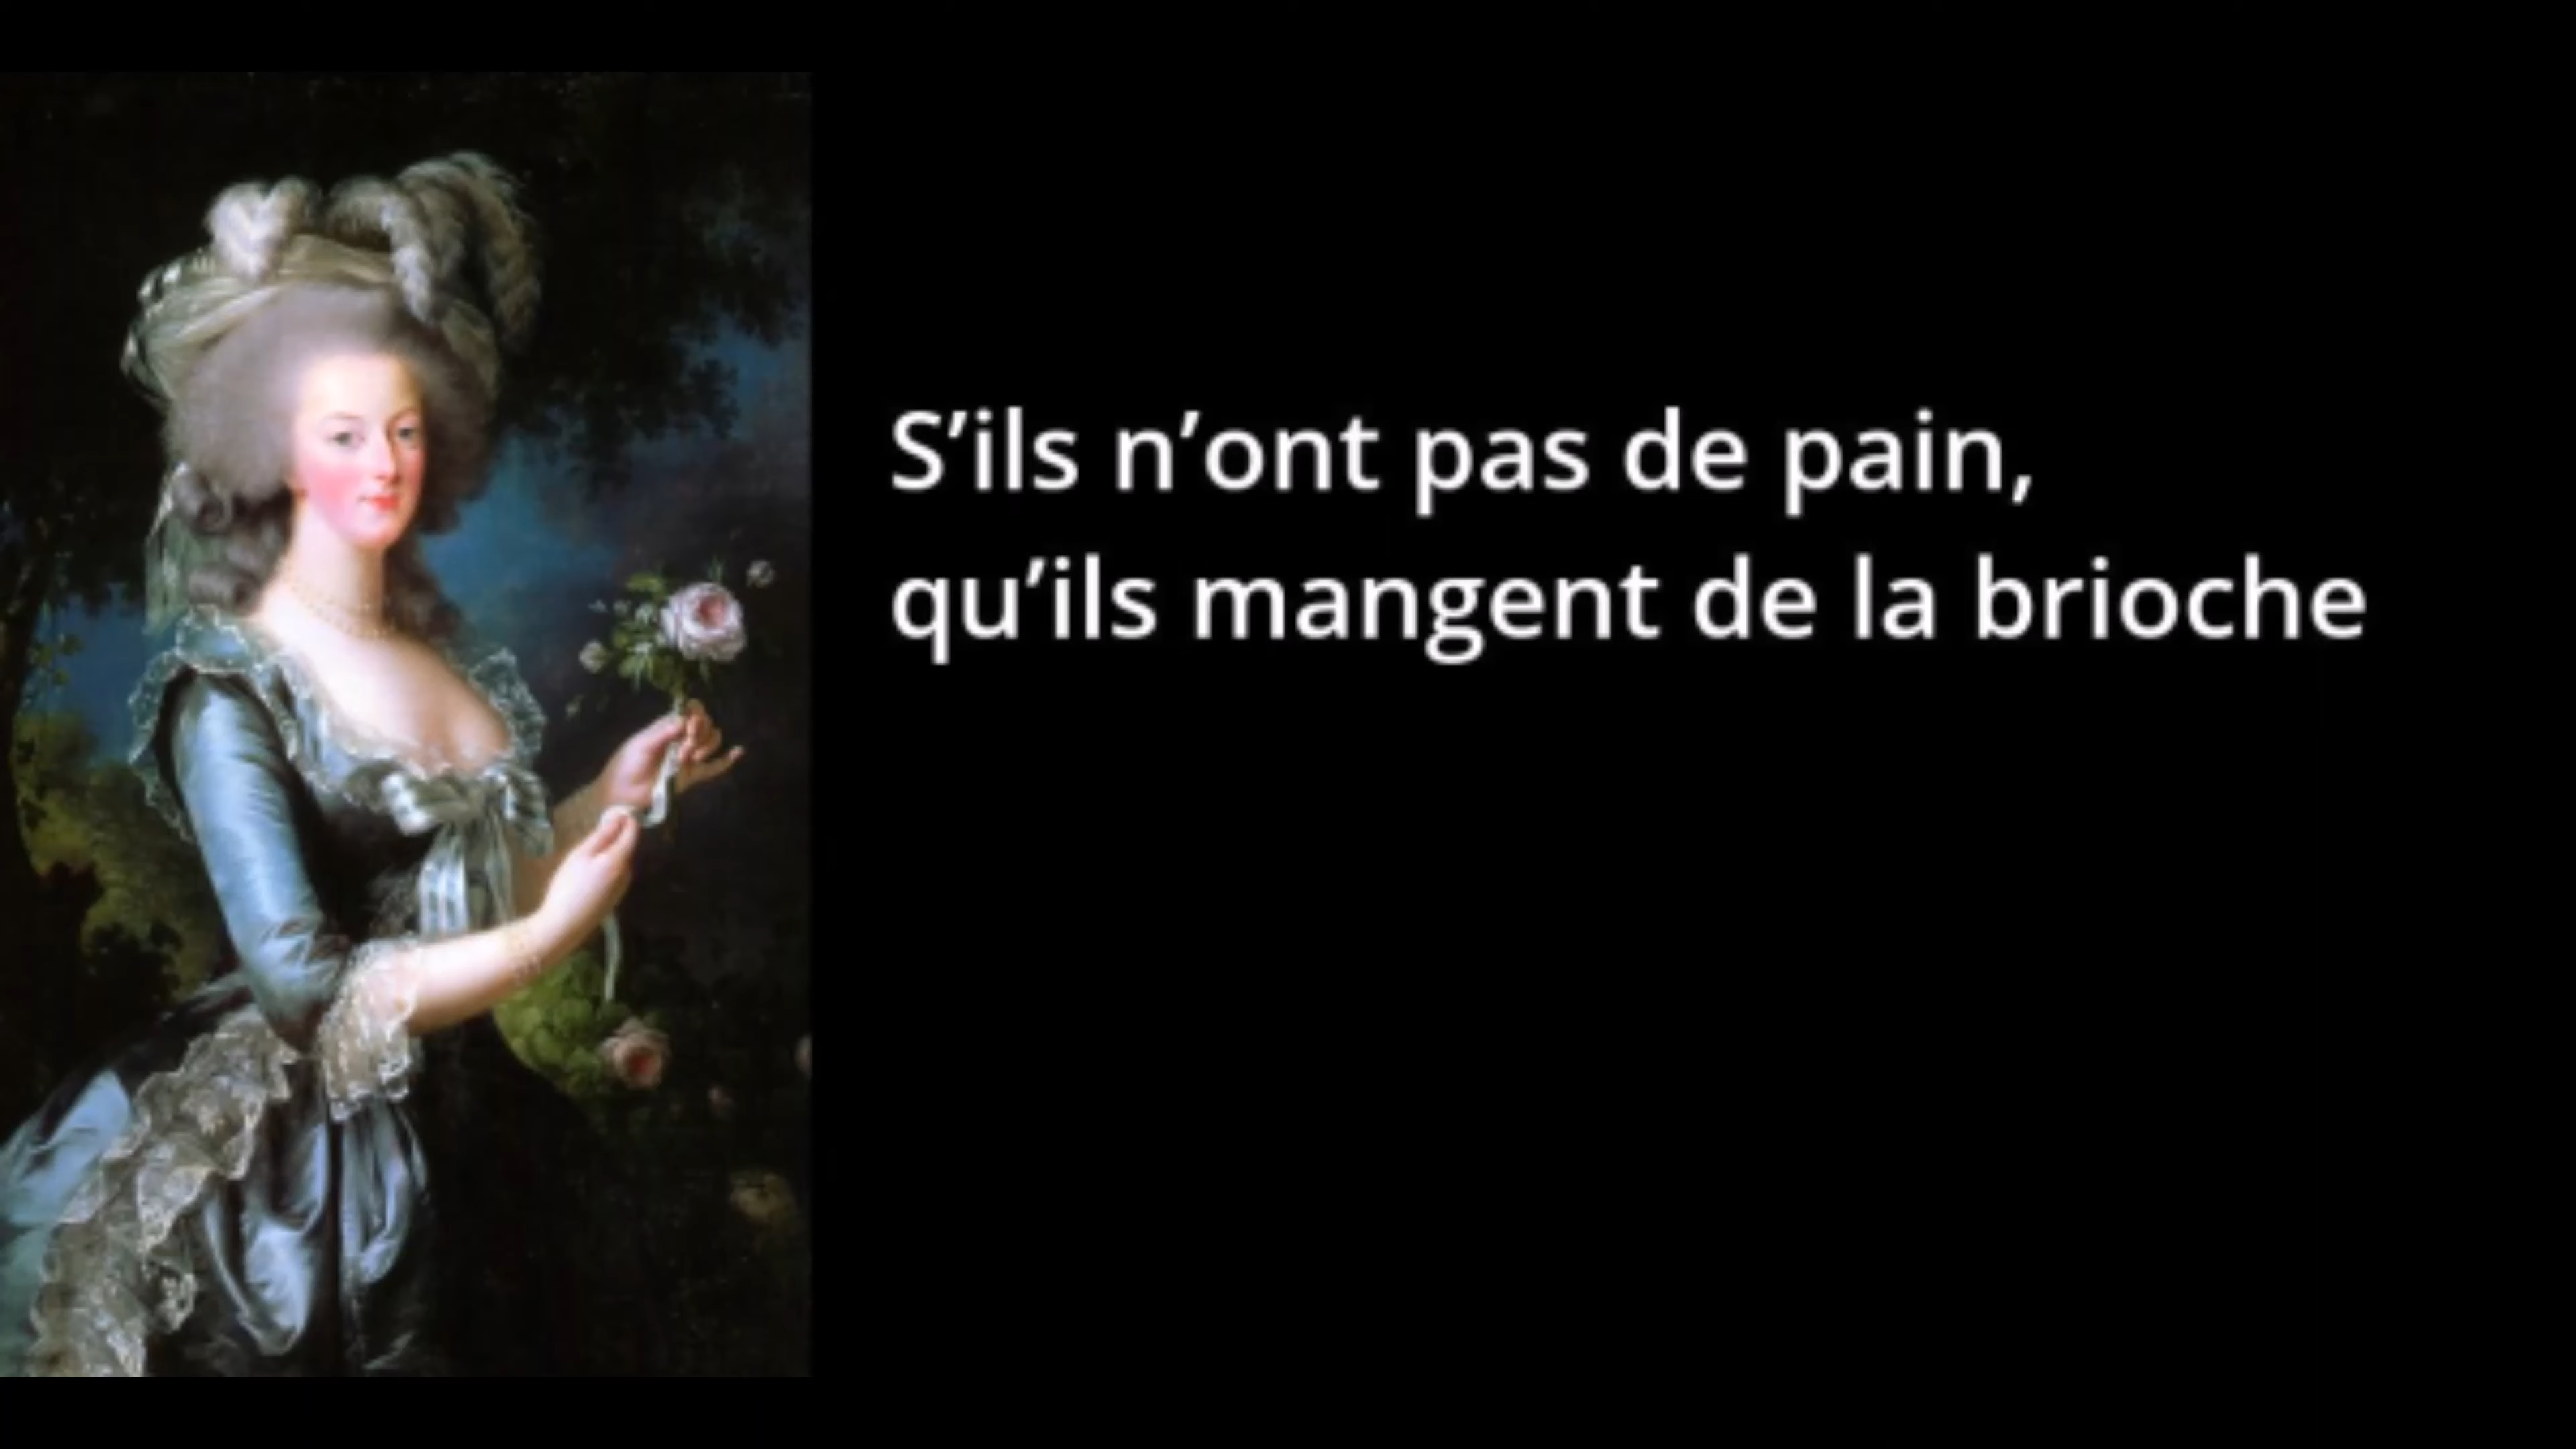 S’ils n’ont pas de pain,
qu’ils mangent de la brioche